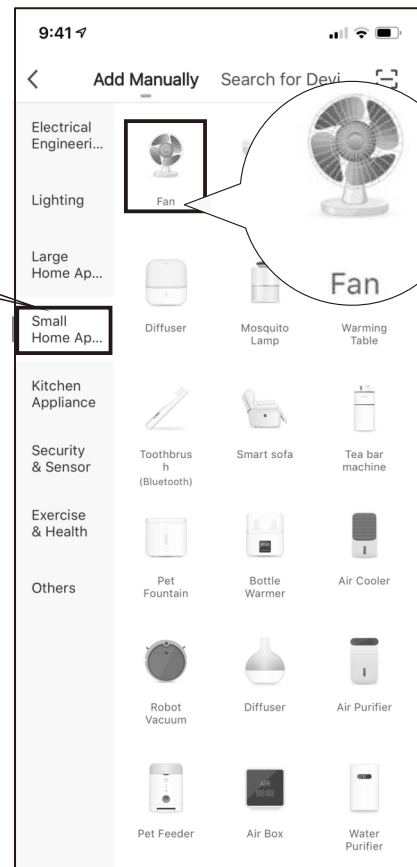 9:41
Add Manually Search for Devi
Electrical
Engineeri...
Lighting
Large
Home Ap...
Small
Home Ap...
Kitchen
Appliance
Security
& Sensor
Exercise
& Health
Others
Fan
Fan
Diffuser
Mosquito
Lamp
Warming
Table
Toothbrus
h
(Bluetooth)
Smart sofa
Tea bar
machine
Pet
Fountain
Bottle
Warmer
Air Cooler
Robot
Vacuum
Diffuser
Air Purifier
AIR
8888
Pet Feeder
Air Box
Water
Purifier